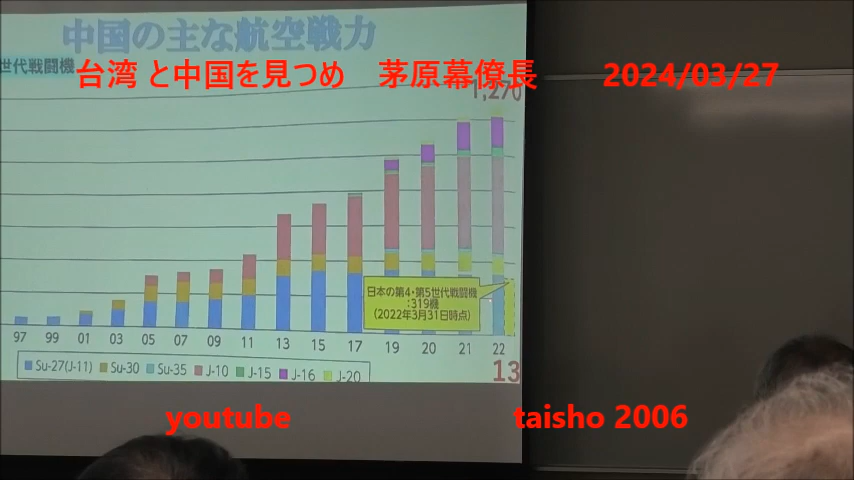 中国の主な航空戦力
世代戦闘機
台湾 と中国を見つめ 茅原幕僚長 2024/03/27
1,270
日本の第4・第5世代戦闘機
:319機
(2022年3月31日時点)
97 99 01 03 05 07 09 11 13 15 17 19 20 21 22
Su-27(J-11) Su-30 Su-35 J-10 J-15 J-16 J-20
13
youtube taisho 2006